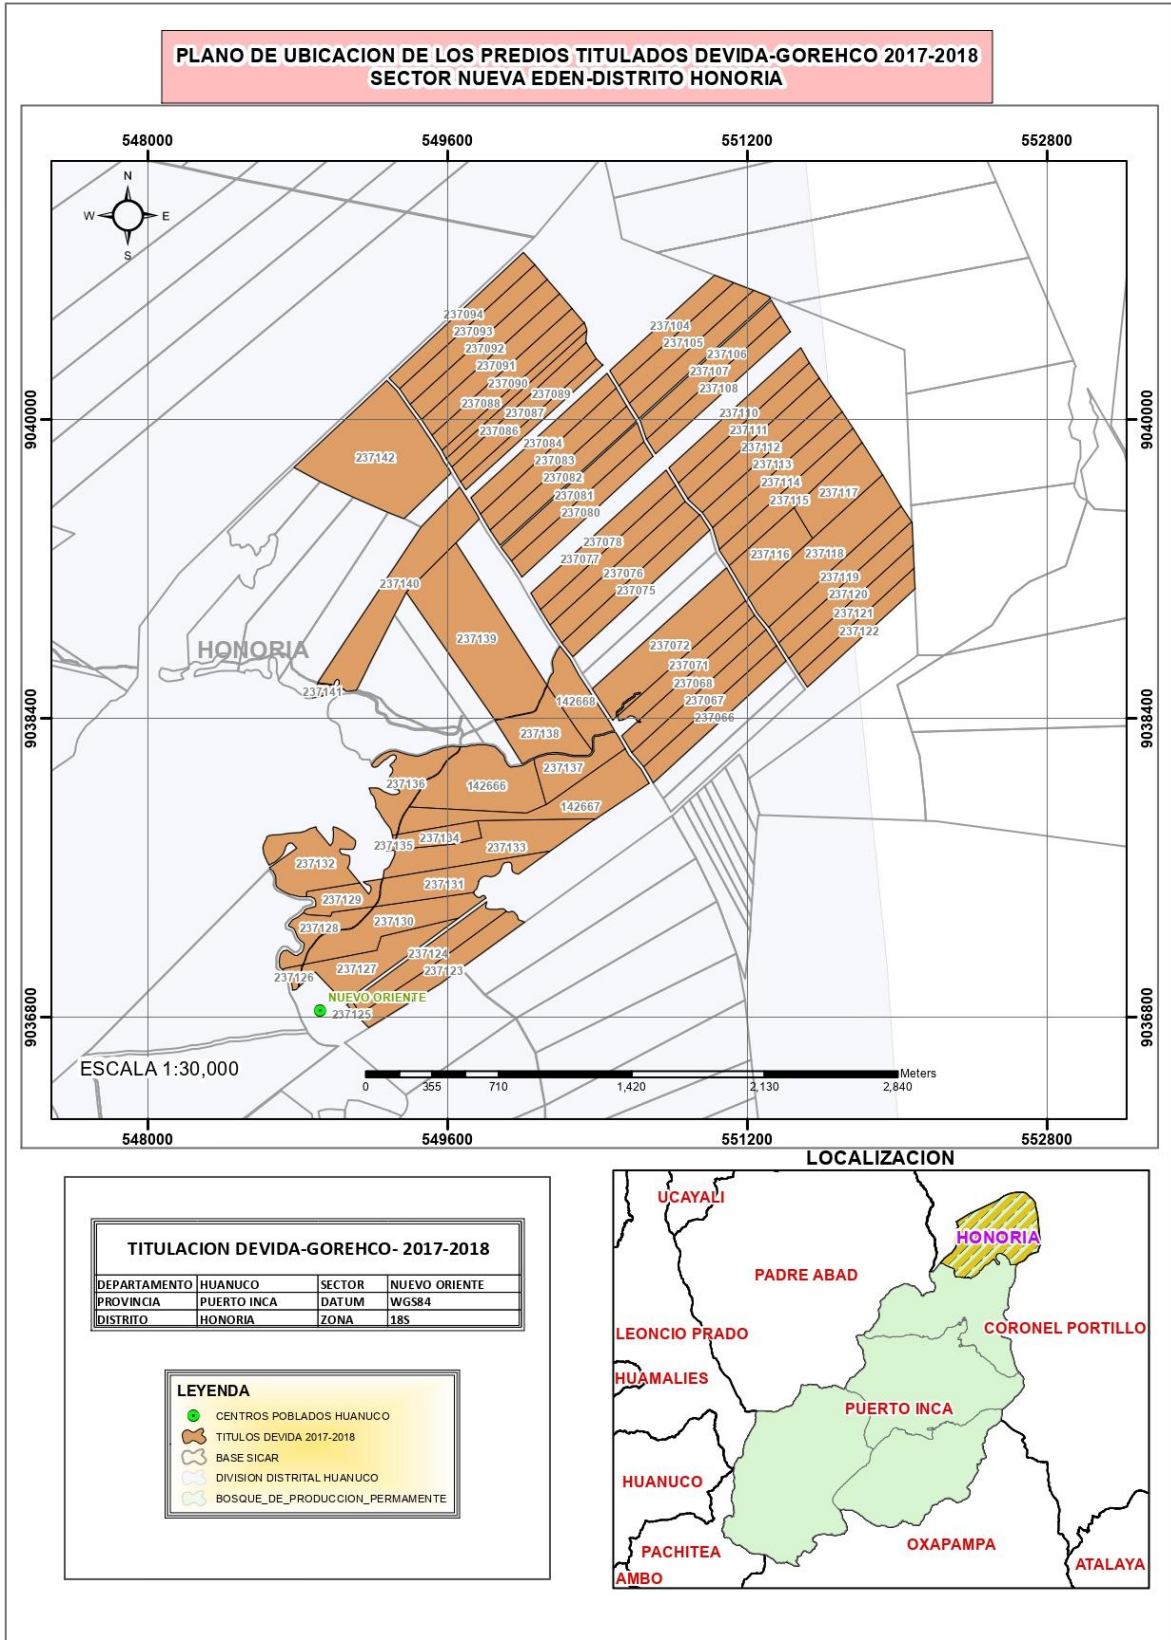 PLANO DE UBICACION DE LOS PREDIOS TITULADOS DEVIDA-GOREHCO 2017-2018
SECTOR NUEVA EDEN-DISTRITO HONORIA
548000
549600
551200
552800
9040000
9040000
9038400
9038400
9036800
9036800
N
W
E
S
237094
237093
237092
237091
237090
237089
237088
237087
237086
237104
237105
237106
237107
237108
237142
237084
237083
237082
237081
237080
237110
237111
237112
237113
237114
237115
237117
237078
237077
237076
237075
237116
237118
237119
237120
237121
237122
237140
237139
HONORIA
237141
237072
237071
237068
237067
237066
142668
237138
237137
237136
142666
142667
237134
237135
237133
237132
237131
237129
237128
237130
237124
237123
237127
237126
NUEVO ORIENTE
237125
ESCALA 1:30,000
0
355
710
1,420
2,130
2,840
Meters
548000
549600
551200
552800
LOCALIZACION
TITULACION DEVIDA-GOREHCO- 2017-2018
DEPARTAMENTO HUANUCO SECTOR NUEVO ORIENTE
PROVINCIA PUERTO INCA DATUM WGS84
DISTRITO HONORIA ZONA 18S
LEYENDA
CENTROS POBLADOS HUANUCO
TITULOS DEVIDA 2017-2018
BASE SICAR
DIVISION DISTRITAL HUANUCO
BOSQUE_DE_PRODUCCION_PERMAMENTE
UCAYALI
HONORIA
PADRE ABAD
LEONCIO PRADO
CORONEL PORTILLO
HUAMALIES
PUERTO INCA
HUANUCO
PACHITEA
OXAPAMPA
ATALAYA
AMBO